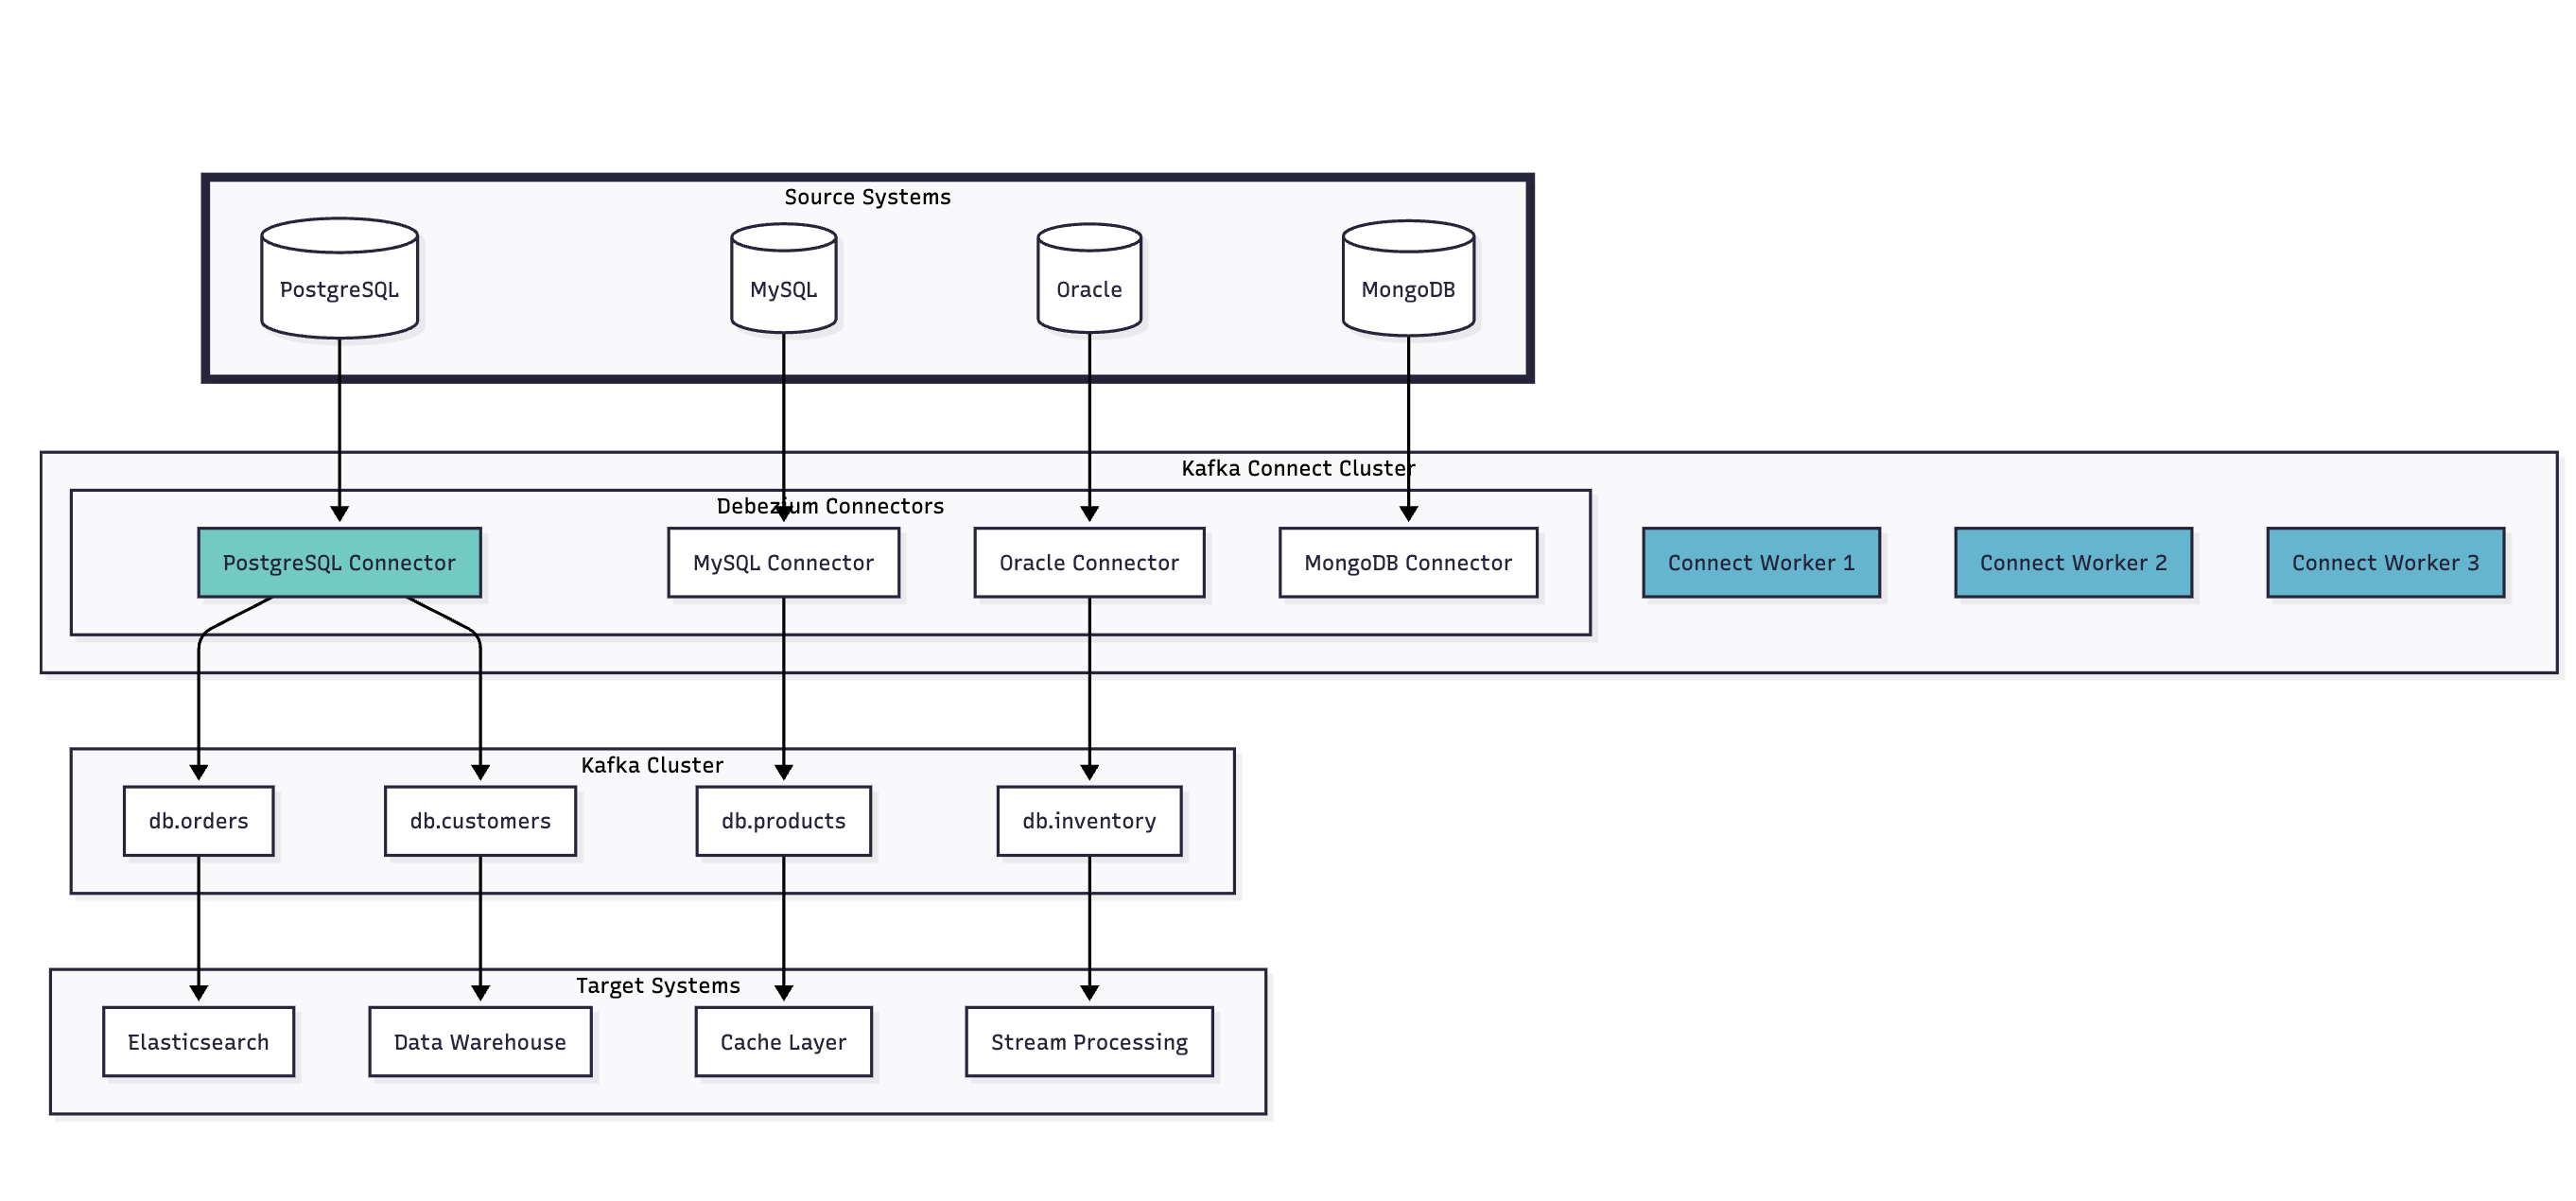 Source Systems
PostgreSQL
MySQL
Oracle
MongoDB
Kafka Connect Cluster
Debezium Connectors
PostgreSQL Connector
MySQL Connector
Oracle Connector
MongoDB Connector
Connect Worker 1
Connect Worker 2
Connect Worker 3
Kafka Cluster
db.orders
db.customers
db.products
db.inventory
Target Systems
Elasticsearch
Data Warehouse
Cache Layer
Stream Processing